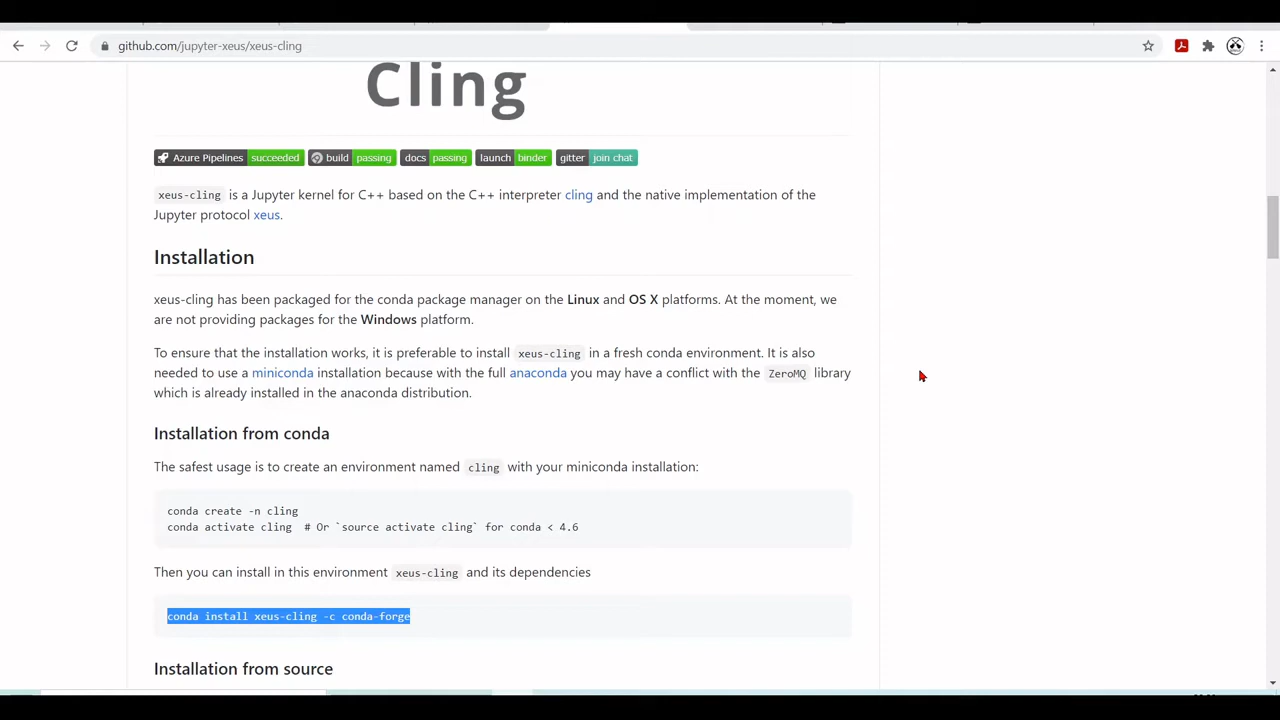 github.com/jupyter-xeus/xeus-cling
Cling
Azure Pipelines succeeded build passing docs passing launch binder gitter join chat
xeus-cling is a Jupyter kernel for C++ based on the C++ interpreter cling and the native implementation of the
Jupyter protocol xeus.
Installation
xeus-cling has been packaged for the conda package manager on the Linux and OS X platforms. At the moment, we
are not providing packages for the Windows platform.
To ensure that the installation works, it is preferable to install xeus-cling in a fresh conda environment. It is also
needed to use a miniconda installation because with the full anaconda you may have a conflict with the ZeroMQ library
which is already installed in the anaconda distribution.
Installation from conda
The safest usage is to create an environment named cling with your miniconda installation:
conda create -n cling
conda activate cling # Or `source activate cling` for conda < 4.6
Then you can install in this environment xeus-cling and its dependencies
conda install xeus-cling -c conda-forge
Installation from source